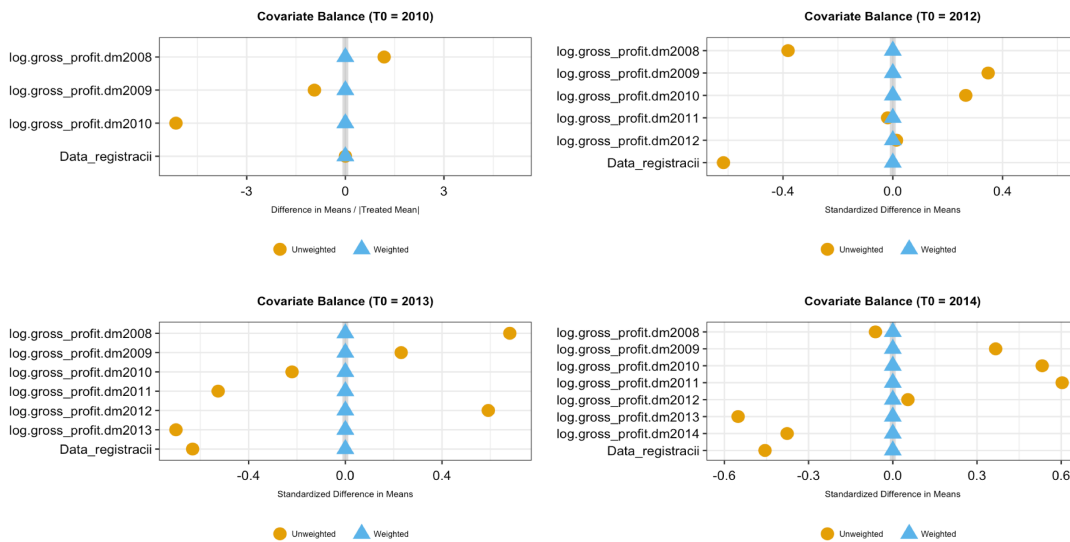 Covariate Balance (T0 = 2010)
log.gross_profit.dm2008
log.gross_profit.dm2009
log.gross_profit.dm2010
Data_registracii
-3 0 3
Difference in Means / |Treated Mean|
Unweighted Weighted
Covariate Balance (T0 = 2012)
log.gross_profit.dm2008
log.gross_profit.dm2009
log.gross_profit.dm2010
log.gross_profit.dm2011
log.gross_profit.dm2012
Data_registracii
-0.4 0.0 0.4
Standardized Difference in Means
Unweighted Weighted
Covariate Balance (T0 = 2013)
log.gross_profit.dm2008
log.gross_profit.dm2009
log.gross_profit.dm2010
log.gross_profit.dm2011
log.gross_profit.dm2012
log.gross_profit.dm2013
Data_registracii
-0.4 0.0 0.4
Standardized Difference in Means
Unweighted Weighted
Covariate Balance (T0 = 2014)
log.gross_profit.dm2008
log.gross_profit.dm2009
log.gross_profit.dm2010
log.gross_profit.dm2011
log.gross_profit.dm2012
log.gross_profit.dm2013
log.gross_profit.dm2014
Data_registracii
-0.6 -0.3 0.0 0.3 0.6
Standardized Difference in Means
Unweighted Weighted